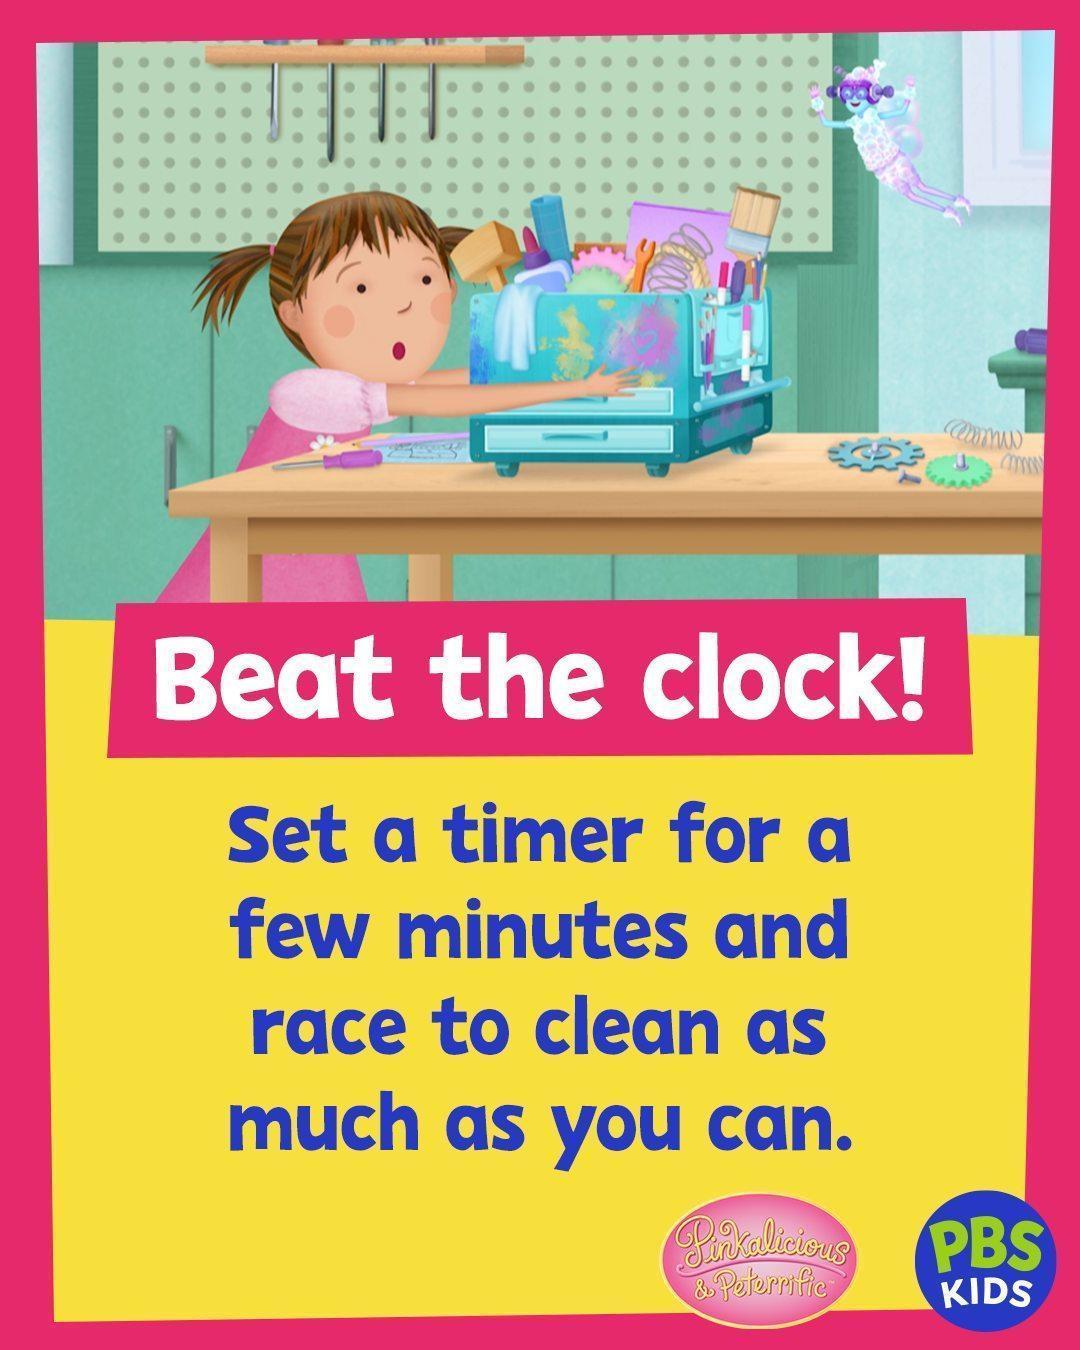 Beat the clock!
Set a timer for a
few minutes and
race to clean as
much as you can.
Pinkalicious
& Peterrific™
PBS
KIDS